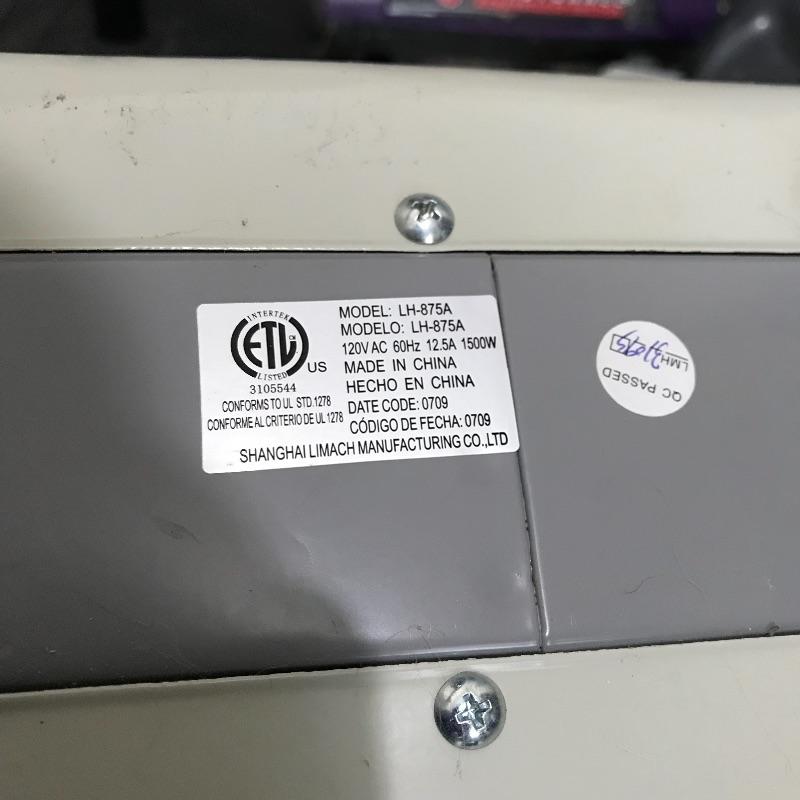 INTERTEK
ETL CM
US
LISTED
3105544
CONFORMS TO UL STD.1278
CONFORME AL CRITERIO DE UL 1278
MODEL: LH-875A
MODELO: LH-875A
120V AC 60Hz 12.5A 1500W
MADE IN CHINA
HECHO EN CHINA
DATE CODE: 0709
CÓDIGO DE FECHA: 0709
SHANGHAI LIMACH MANUFACTURING CO.,LTD
QC PASSED
LMH